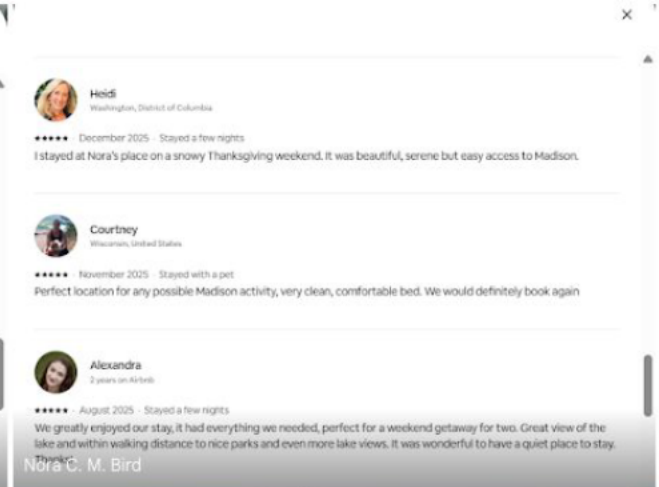 Heidi
Washington, District of Columbia
★★★★★ · December 2025 · Stayed a few nights
I stayed at Nora's place on a snowy Thanksgiving weekend. It was beautiful, serene but easy access to Madison.
Courtney
Wisconsin, United States
★★★★★ · November 2025 · Stayed with a pet
Perfect location for any possible Madison activity, very clean, comfortable bed. We would definitely book again
Alexandra
2 years on Airbnb
★★★★★ · August 2025 · Stayed a few nights
We greatly enjoyed our stay, it had everything we needed, perfect for a weekend getaway for two. Great view of the
lake and within walking distance to nice parks and even more lake views. It was wonderful to have a quiet place to stay.
Thanks!
Nora C. M. Bird